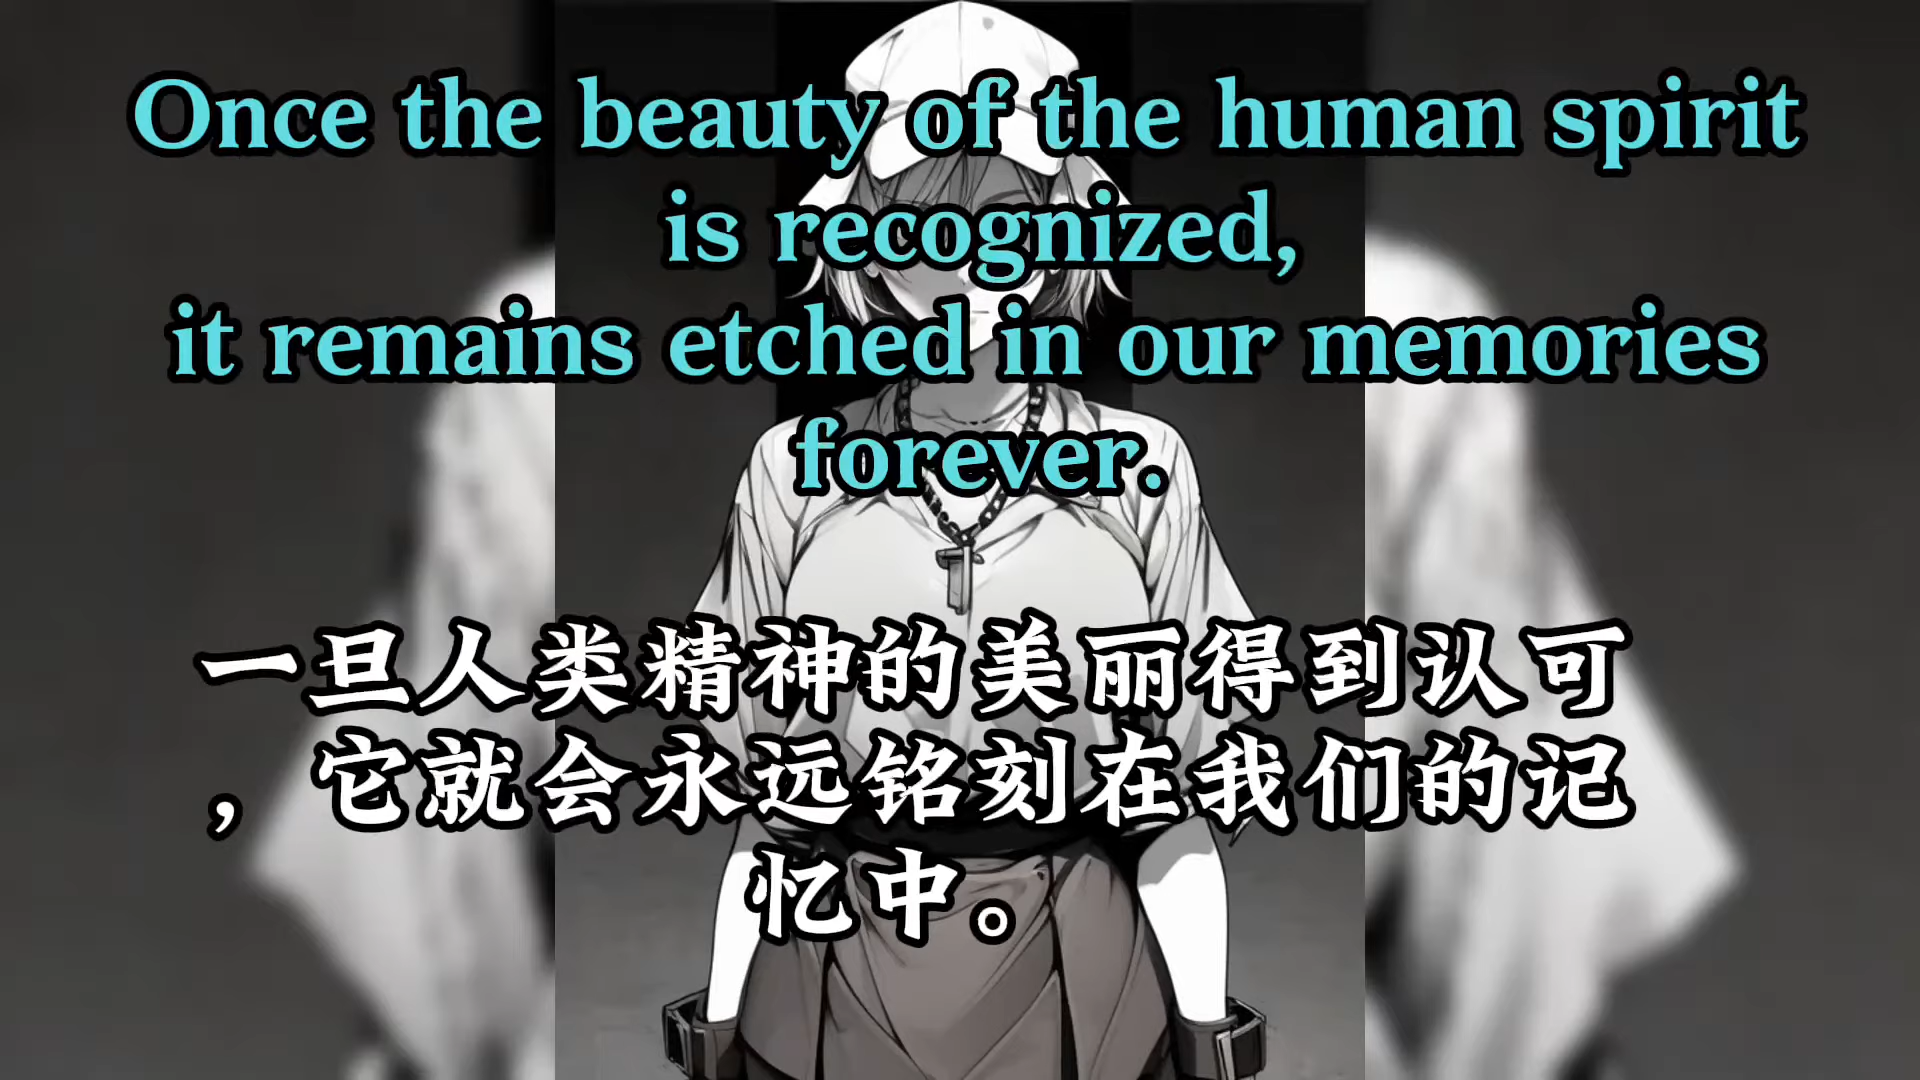 Once the beauty of the human spirit
is recognized,
it remains etched in our memories
forever.
一旦人类精神的美丽得到认可
，它就会永远铭刻在我们的记
忆中。